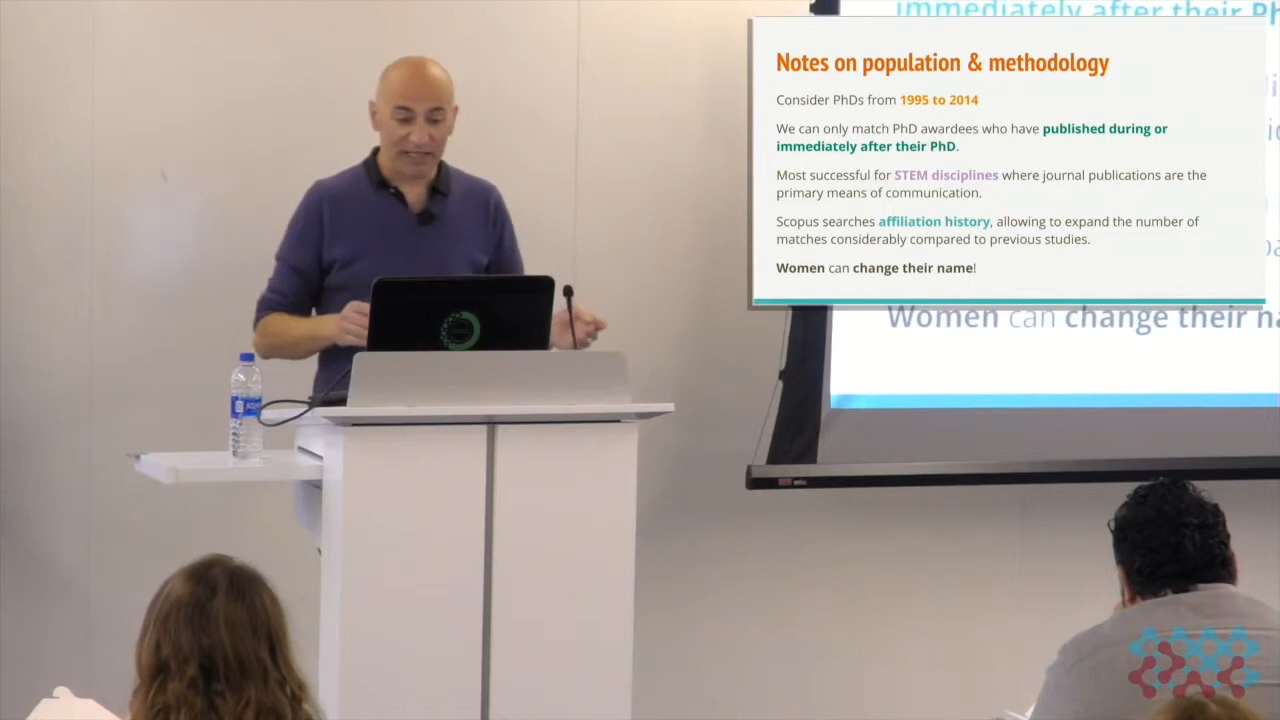 immediately after their Ph
Notes on population & methodology
Consider PhDs from 1995 to 2014
We can only match PhD awardees who have published during or
immediately after their PhD.
Most successful for STEM disciplines where journal publications are the
primary means of communication.
Scopus searches affiliation history, allowing to expand the number of
matches considerably compared to previous studies.
Women can change their name!
Women can change their na